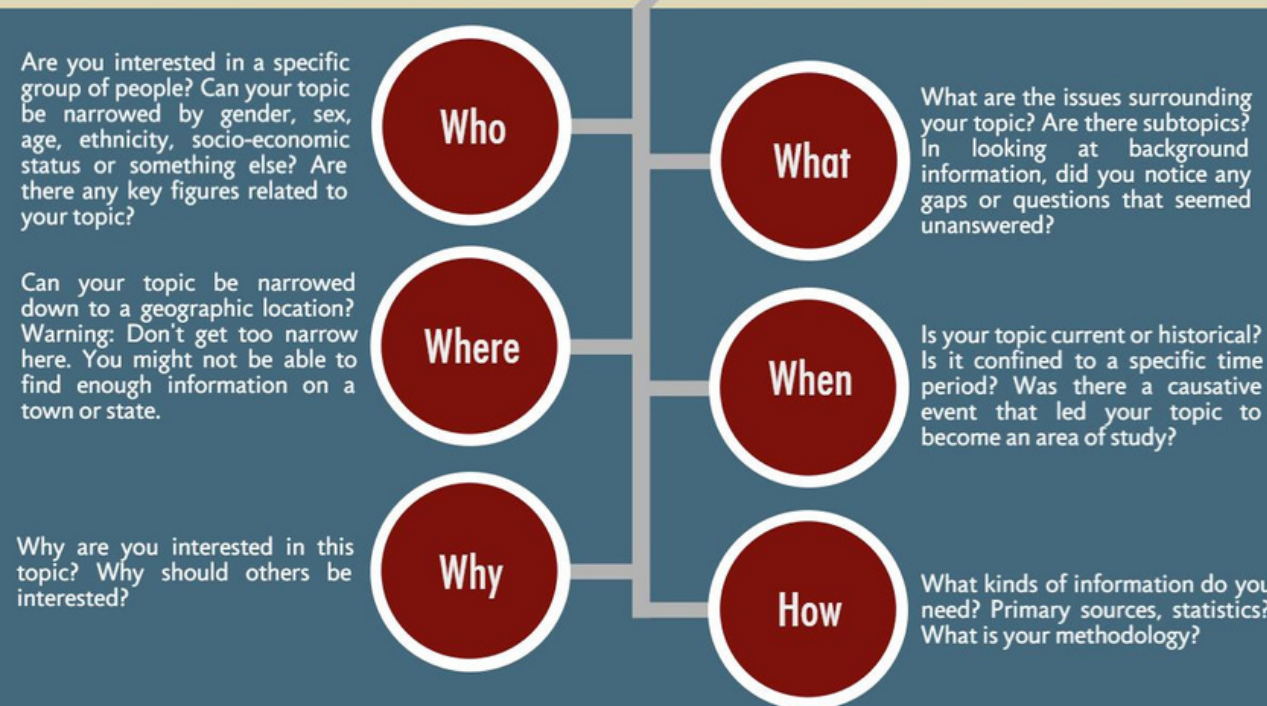 Are you interested in a specific
group of people? Can your topic
be narrowed by gender, sex,
age, ethnicity, socio-economic
status or something else? Are
there any key figures related to
your topic?
Who
What
What are the issues surrounding
your topic? Are there subtopics?
In looking at background
information, did you notice any
gaps or questions that seemed
unanswered?
Can your topic be narrowed
down to a geographic location?
Warning: Don't get too narrow
here. You might not be able to
find enough information on a
town or state.
Where
When
Is your topic current or historical?
Is it confined to a specific time
period? Was there a causative
event that led your topic to
become an area of study?
Why are you interested in this
topic? Why should others be
interested?
Why
How
What kinds of information do you
need? Primary sources, statistics?
What is your methodology?